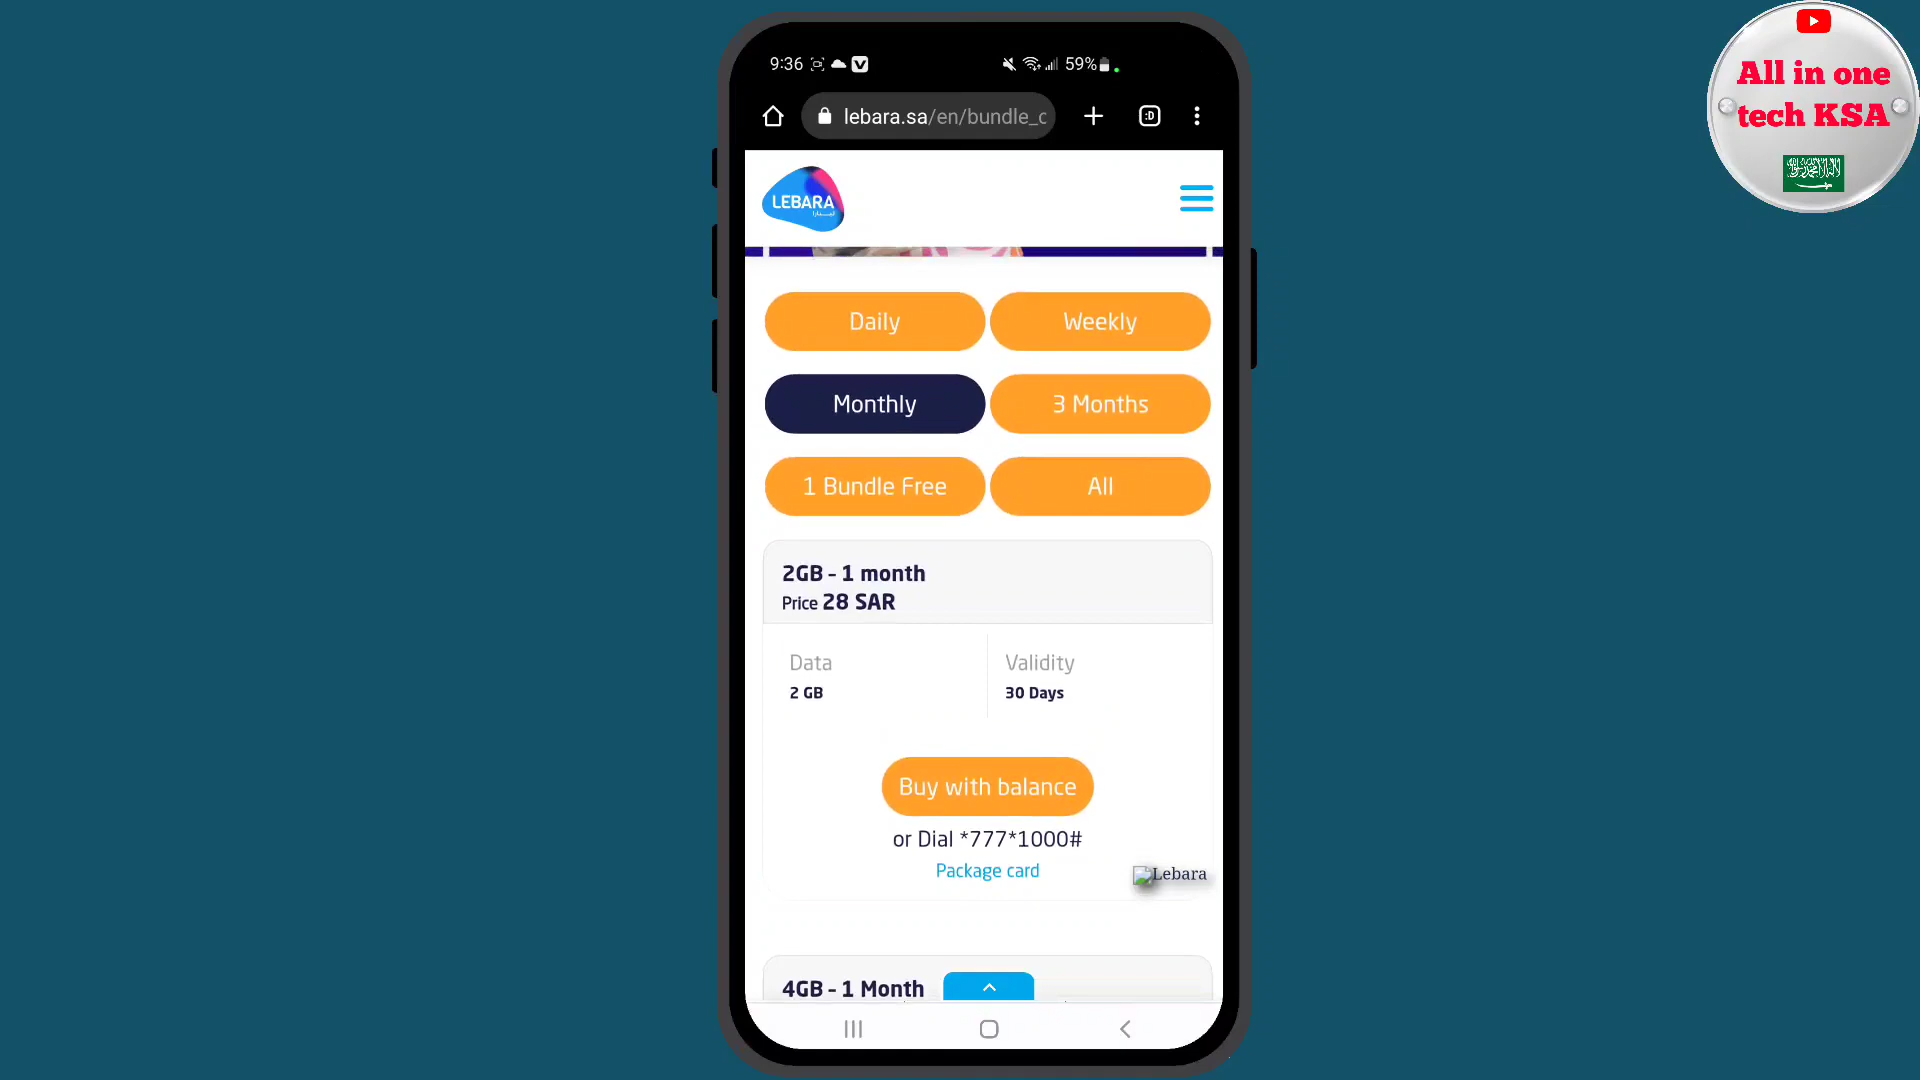 9:36
59%
lebara.sa/en/bundle_c
:D
LEBARA
ليبارا
Daily
Weekly
Monthly
3 Months
1 Bundle Free
All
2GB - 1 month
Price 28 SAR
Data
Validity
2 GB
30 Days
Buy with balance
or Dial *777*1000#
Package card
Lebara
4GB - 1 Month
All in one
tech KSA